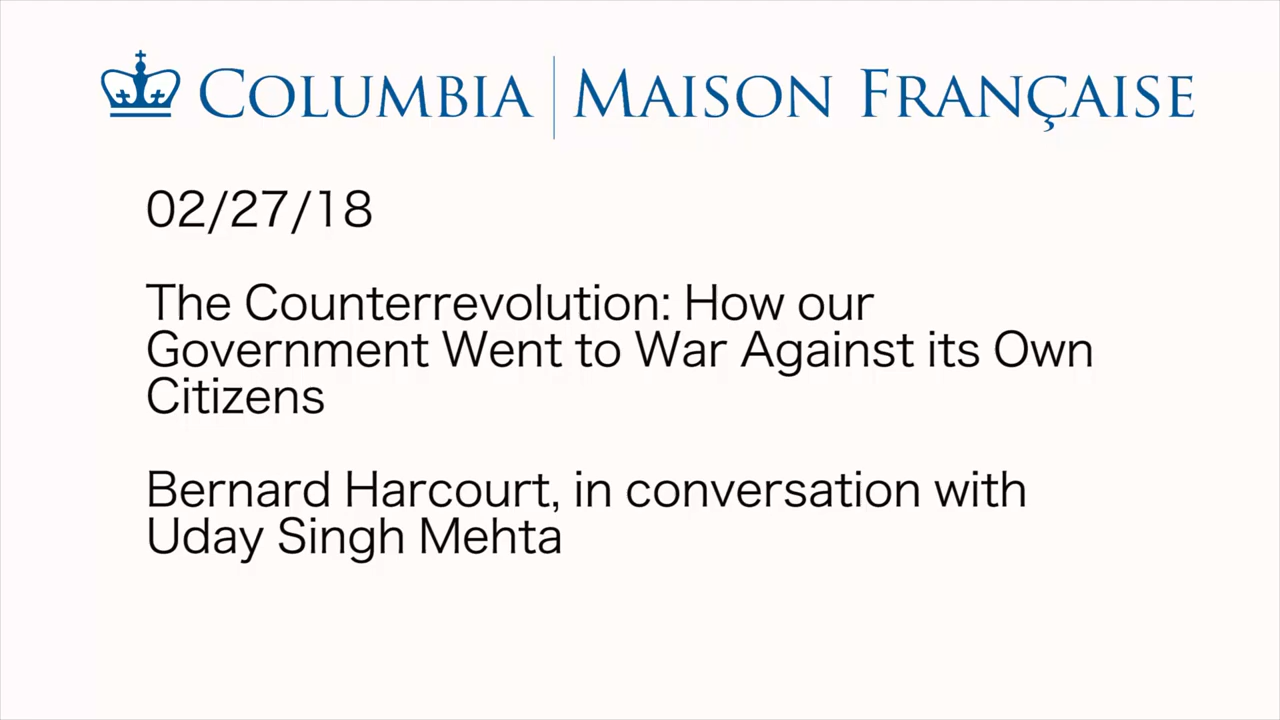 COLUMBIA | MAISON FRANÇAISE
02/27/18
The Counterrevolution: How our
Government Went to War Against its Own
Citizens
Bernard Harcourt, in conversation with
Uday Singh Mehta